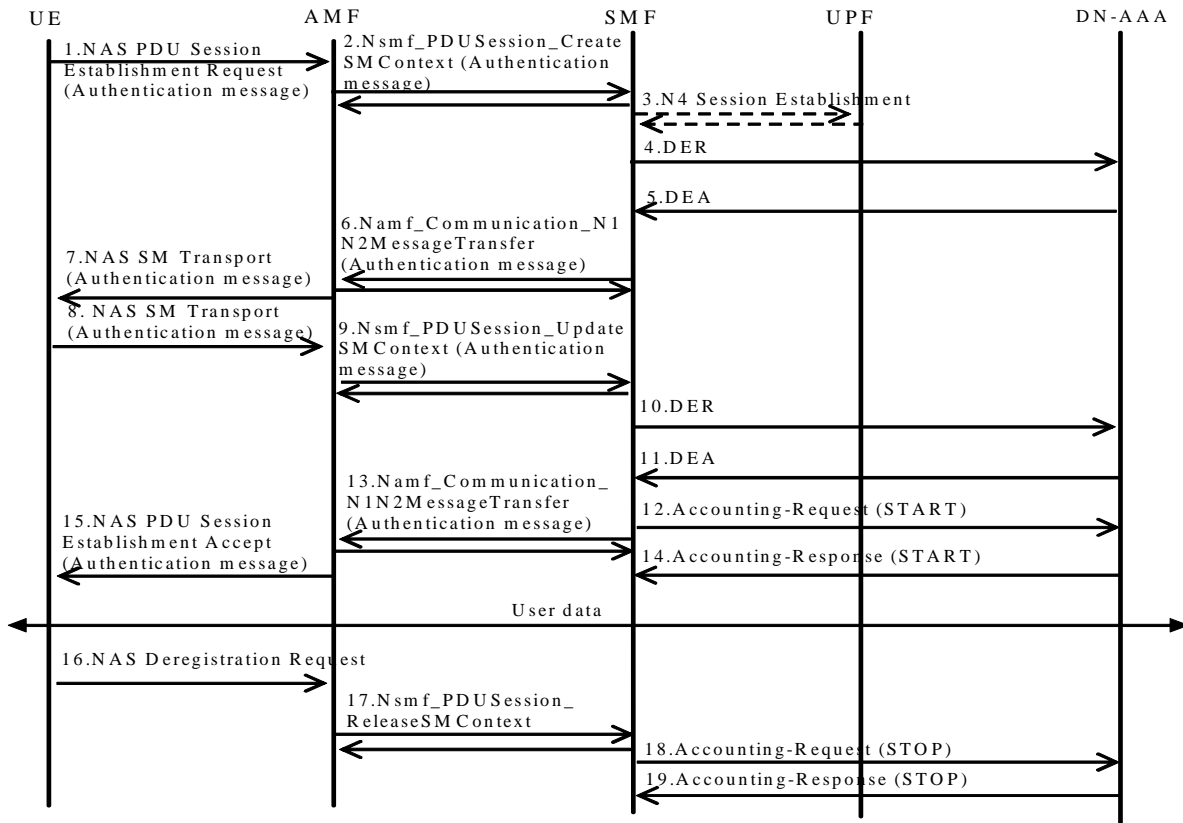 UE
AMF
SMF
UPF
DN-AAA
1.NAS PDU Session
Establishment Request
(Authentication message)
2.Nsmf_PDUSession_Create
SMContext (Authentication
message)
3.N4 Session Establishment
4.DER
5.DEA
6.Namf_Communication_N1
N2MessageTransfer
(Authentication message)
7.NAS SM Transport
(Authentication message)
8. NAS SM Transport
(Authentication message)
9.Nsmf_PDUSession_Update
SMContext (Authentication
message)
10.DER
11.DEA
12.Accounting-Request (START)
13.Namf_Communication_
N1N2MessageTransfer
(Authentication message)
14.Accounting-Response (START)
15.NAS PDU Session
Establishment Accept
(Authentication message)
User data
16.NAS Deregistration Request
17.Nsmf_PDUSession_
ReleaseSMContext
18.Accounting-Request (STOP)
19.Accounting-Response (STOP)